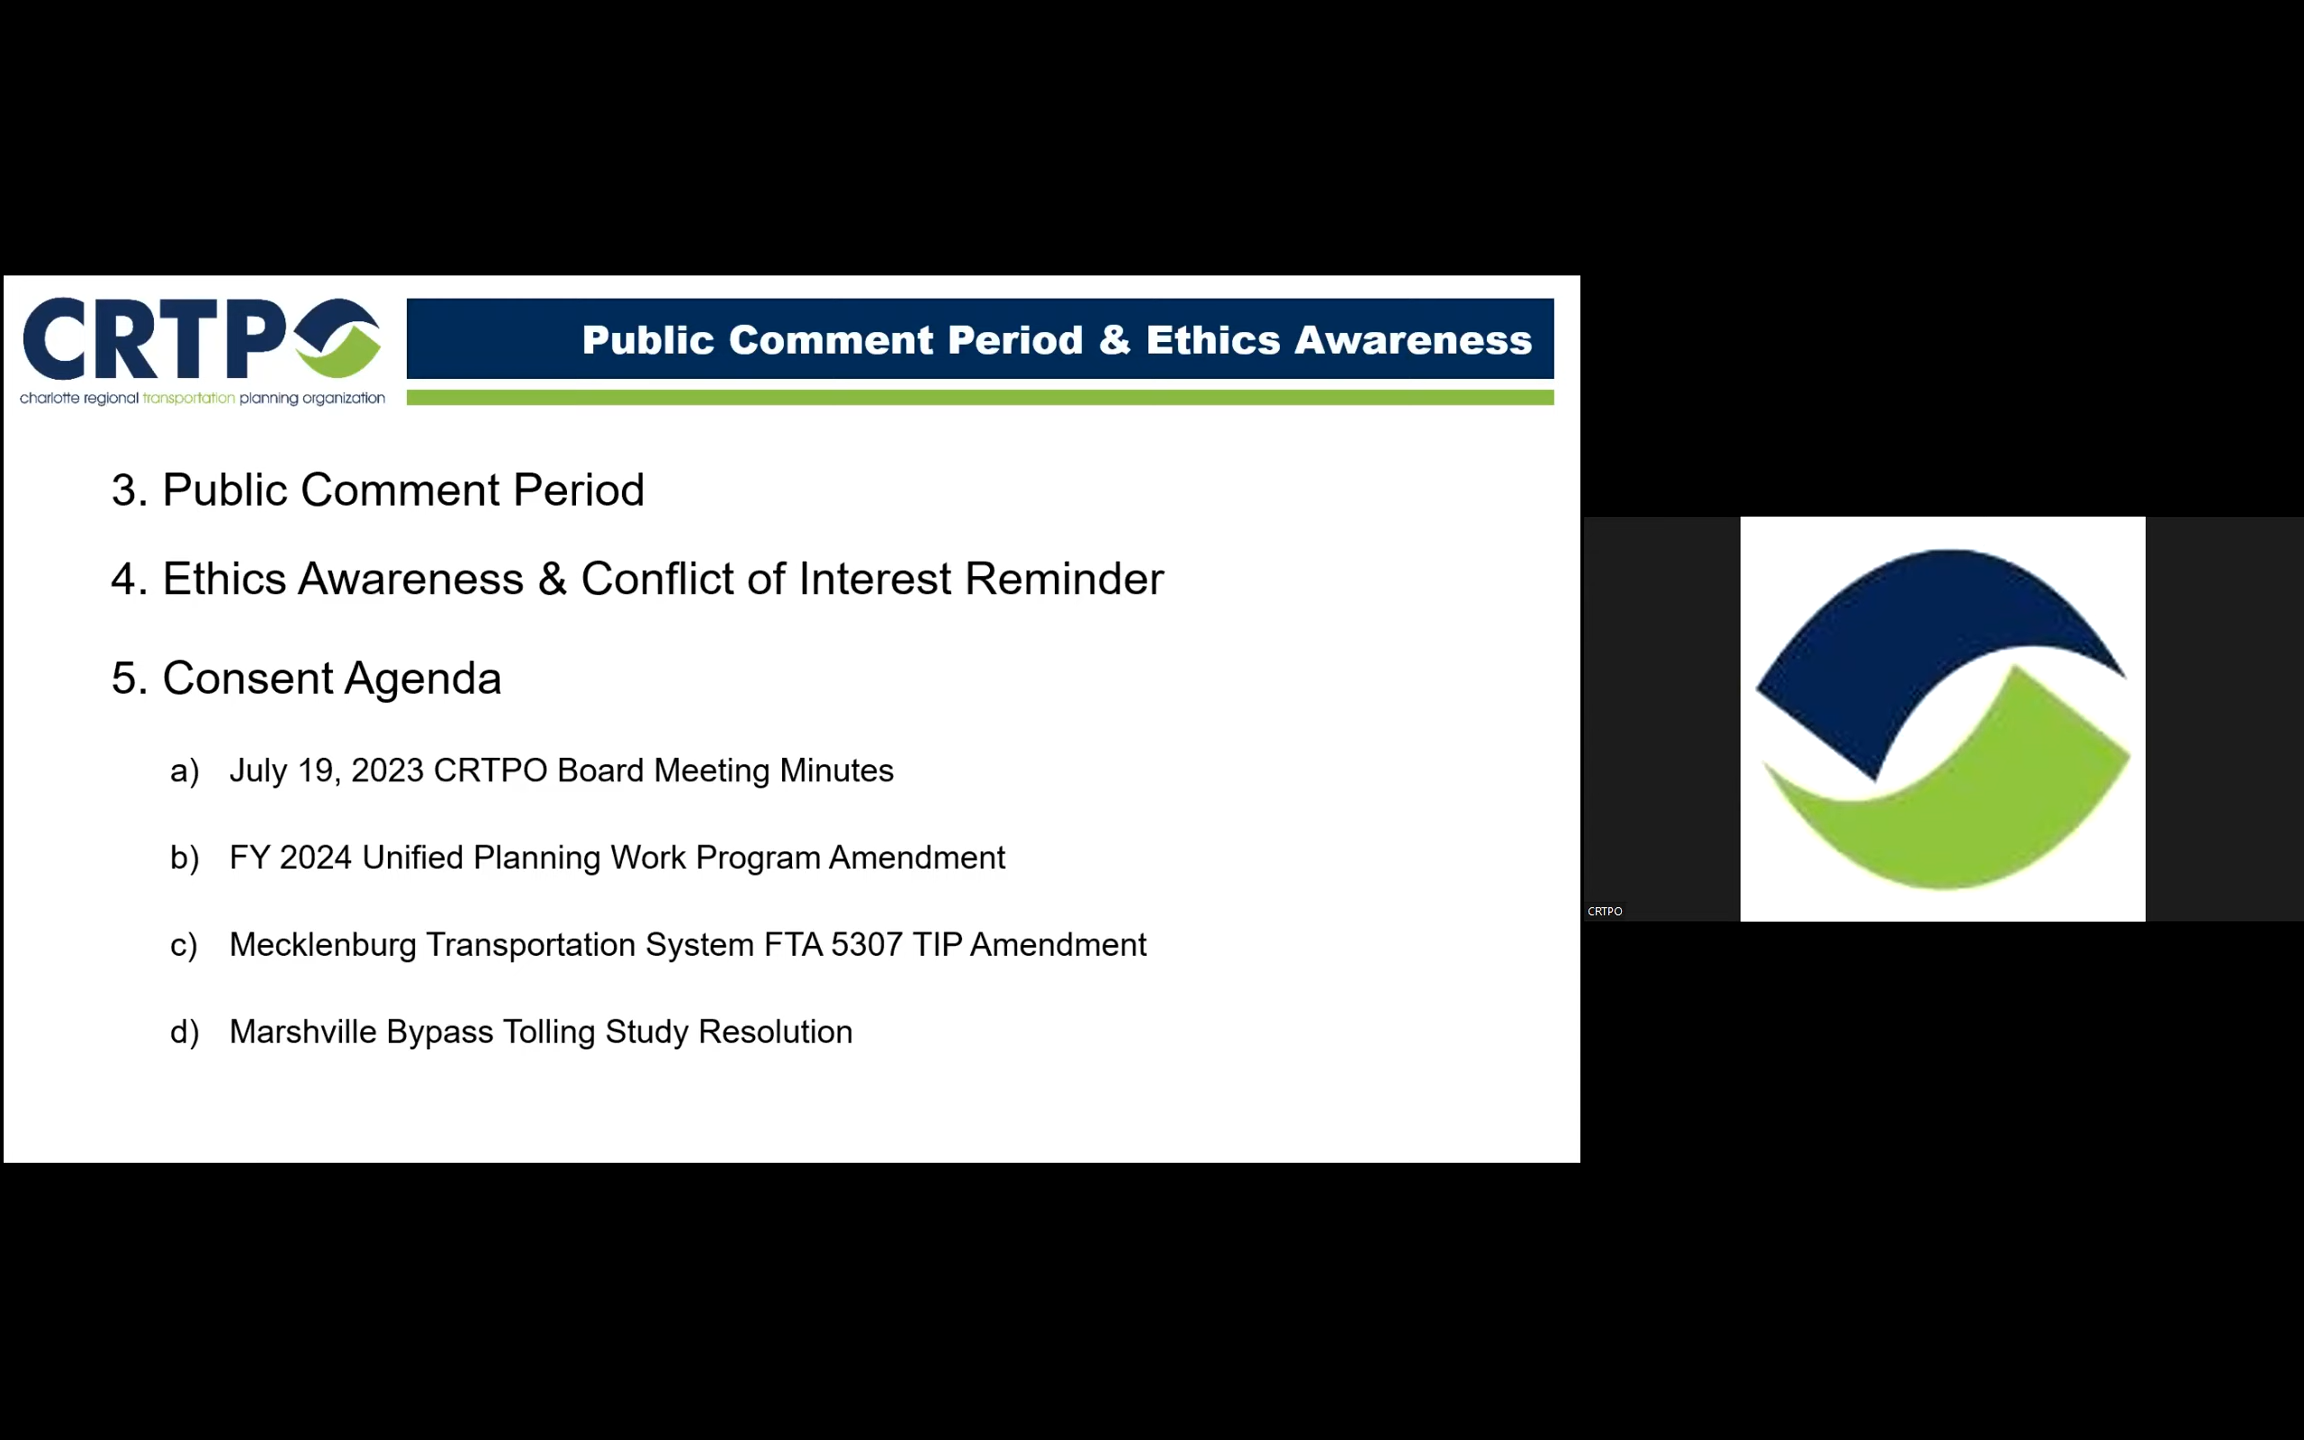 CRTPO
charlotte regional transportation planning organization
Public Comment Period & Ethics Awareness
3. Public Comment Period
4. Ethics Awareness & Conflict of Interest Reminder
5. Consent Agenda
a) July 19, 2023 CRTPO Board Meeting Minutes
b) FY 2024 Unified Planning Work Program Amendment
c) Mecklenburg Transportation System FTA 5307 TIP Amendment
d) Marshville Bypass Tolling Study Resolution
CRTPO